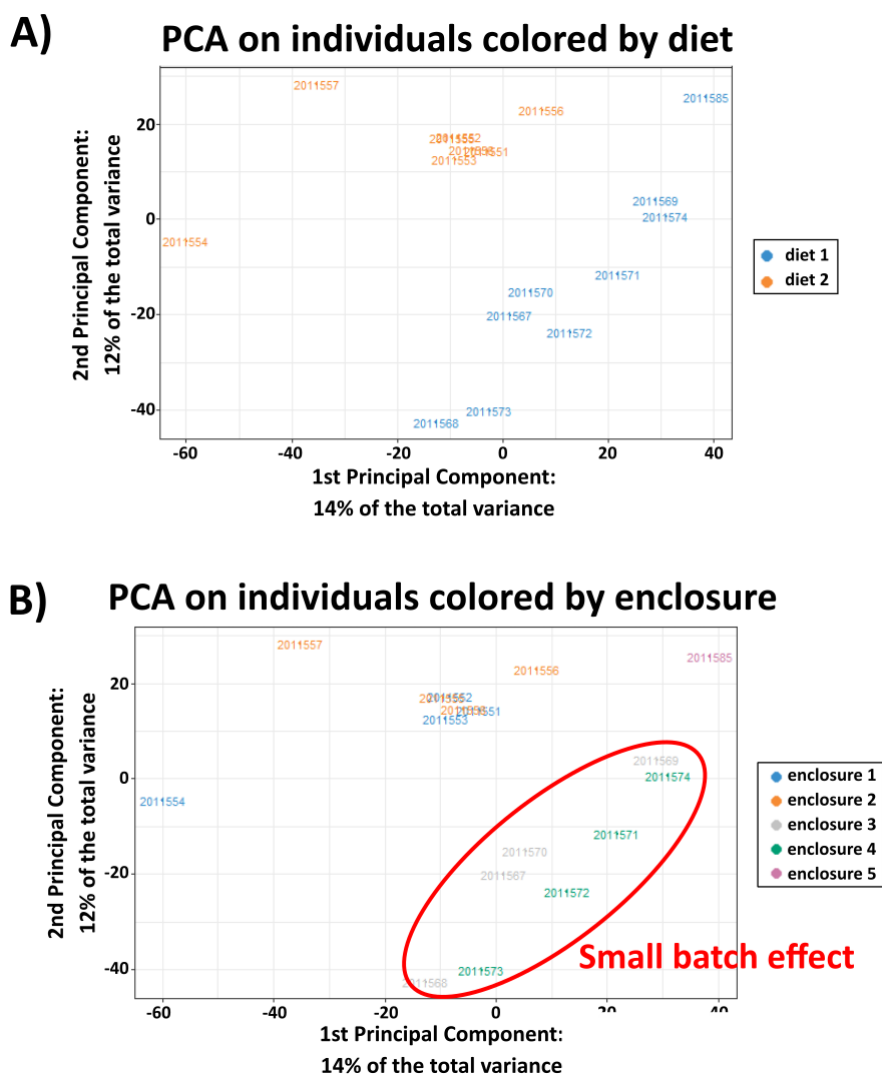 A)
PCA on individuals colored by diet
2nd Principal Component:
12% of the total variance
2011557
2011585
2011556
2011552
2011555
2011551
2011553
2011569
2011574
2011554
2011571
2011570
2011567
2011572
2011573
2011568
20
0
-20
-40
-60
-40
-20
0
20
40
1st Principal Component:
14% of the total variance
diet 1
diet 2
B)
PCA on individuals colored by enclosure
2nd Principal Component:
12% of the total variance
2011557
2011585
2011556
2011552
2011555
2011551
2011553
2011569
2011574
2011554
2011571
2011570
2011567
2011572
2011573
2011568
20
0
-20
-40
Small batch effect
-60
-40
-20
0
20
40
1st Principal Component:
14% of the total variance
enclosure 1
enclosure 2
enclosure 3
enclosure 4
enclosure 5